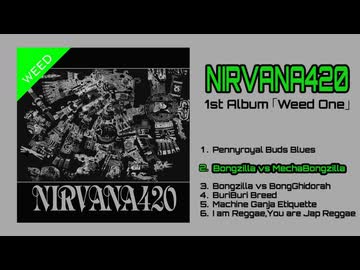 WEED
NIRVANA420
NIRVANA420
1st Album「Weed One」
1. Pennyroyal Buds Blues
2. Bongzilla vs MechaBongzilla
3. Bongzilla vs BongGhidorah
4. BuriBuri Breed
5. Machine Ganja Etiquette
6. I am Reggae,You are Jap Reggae